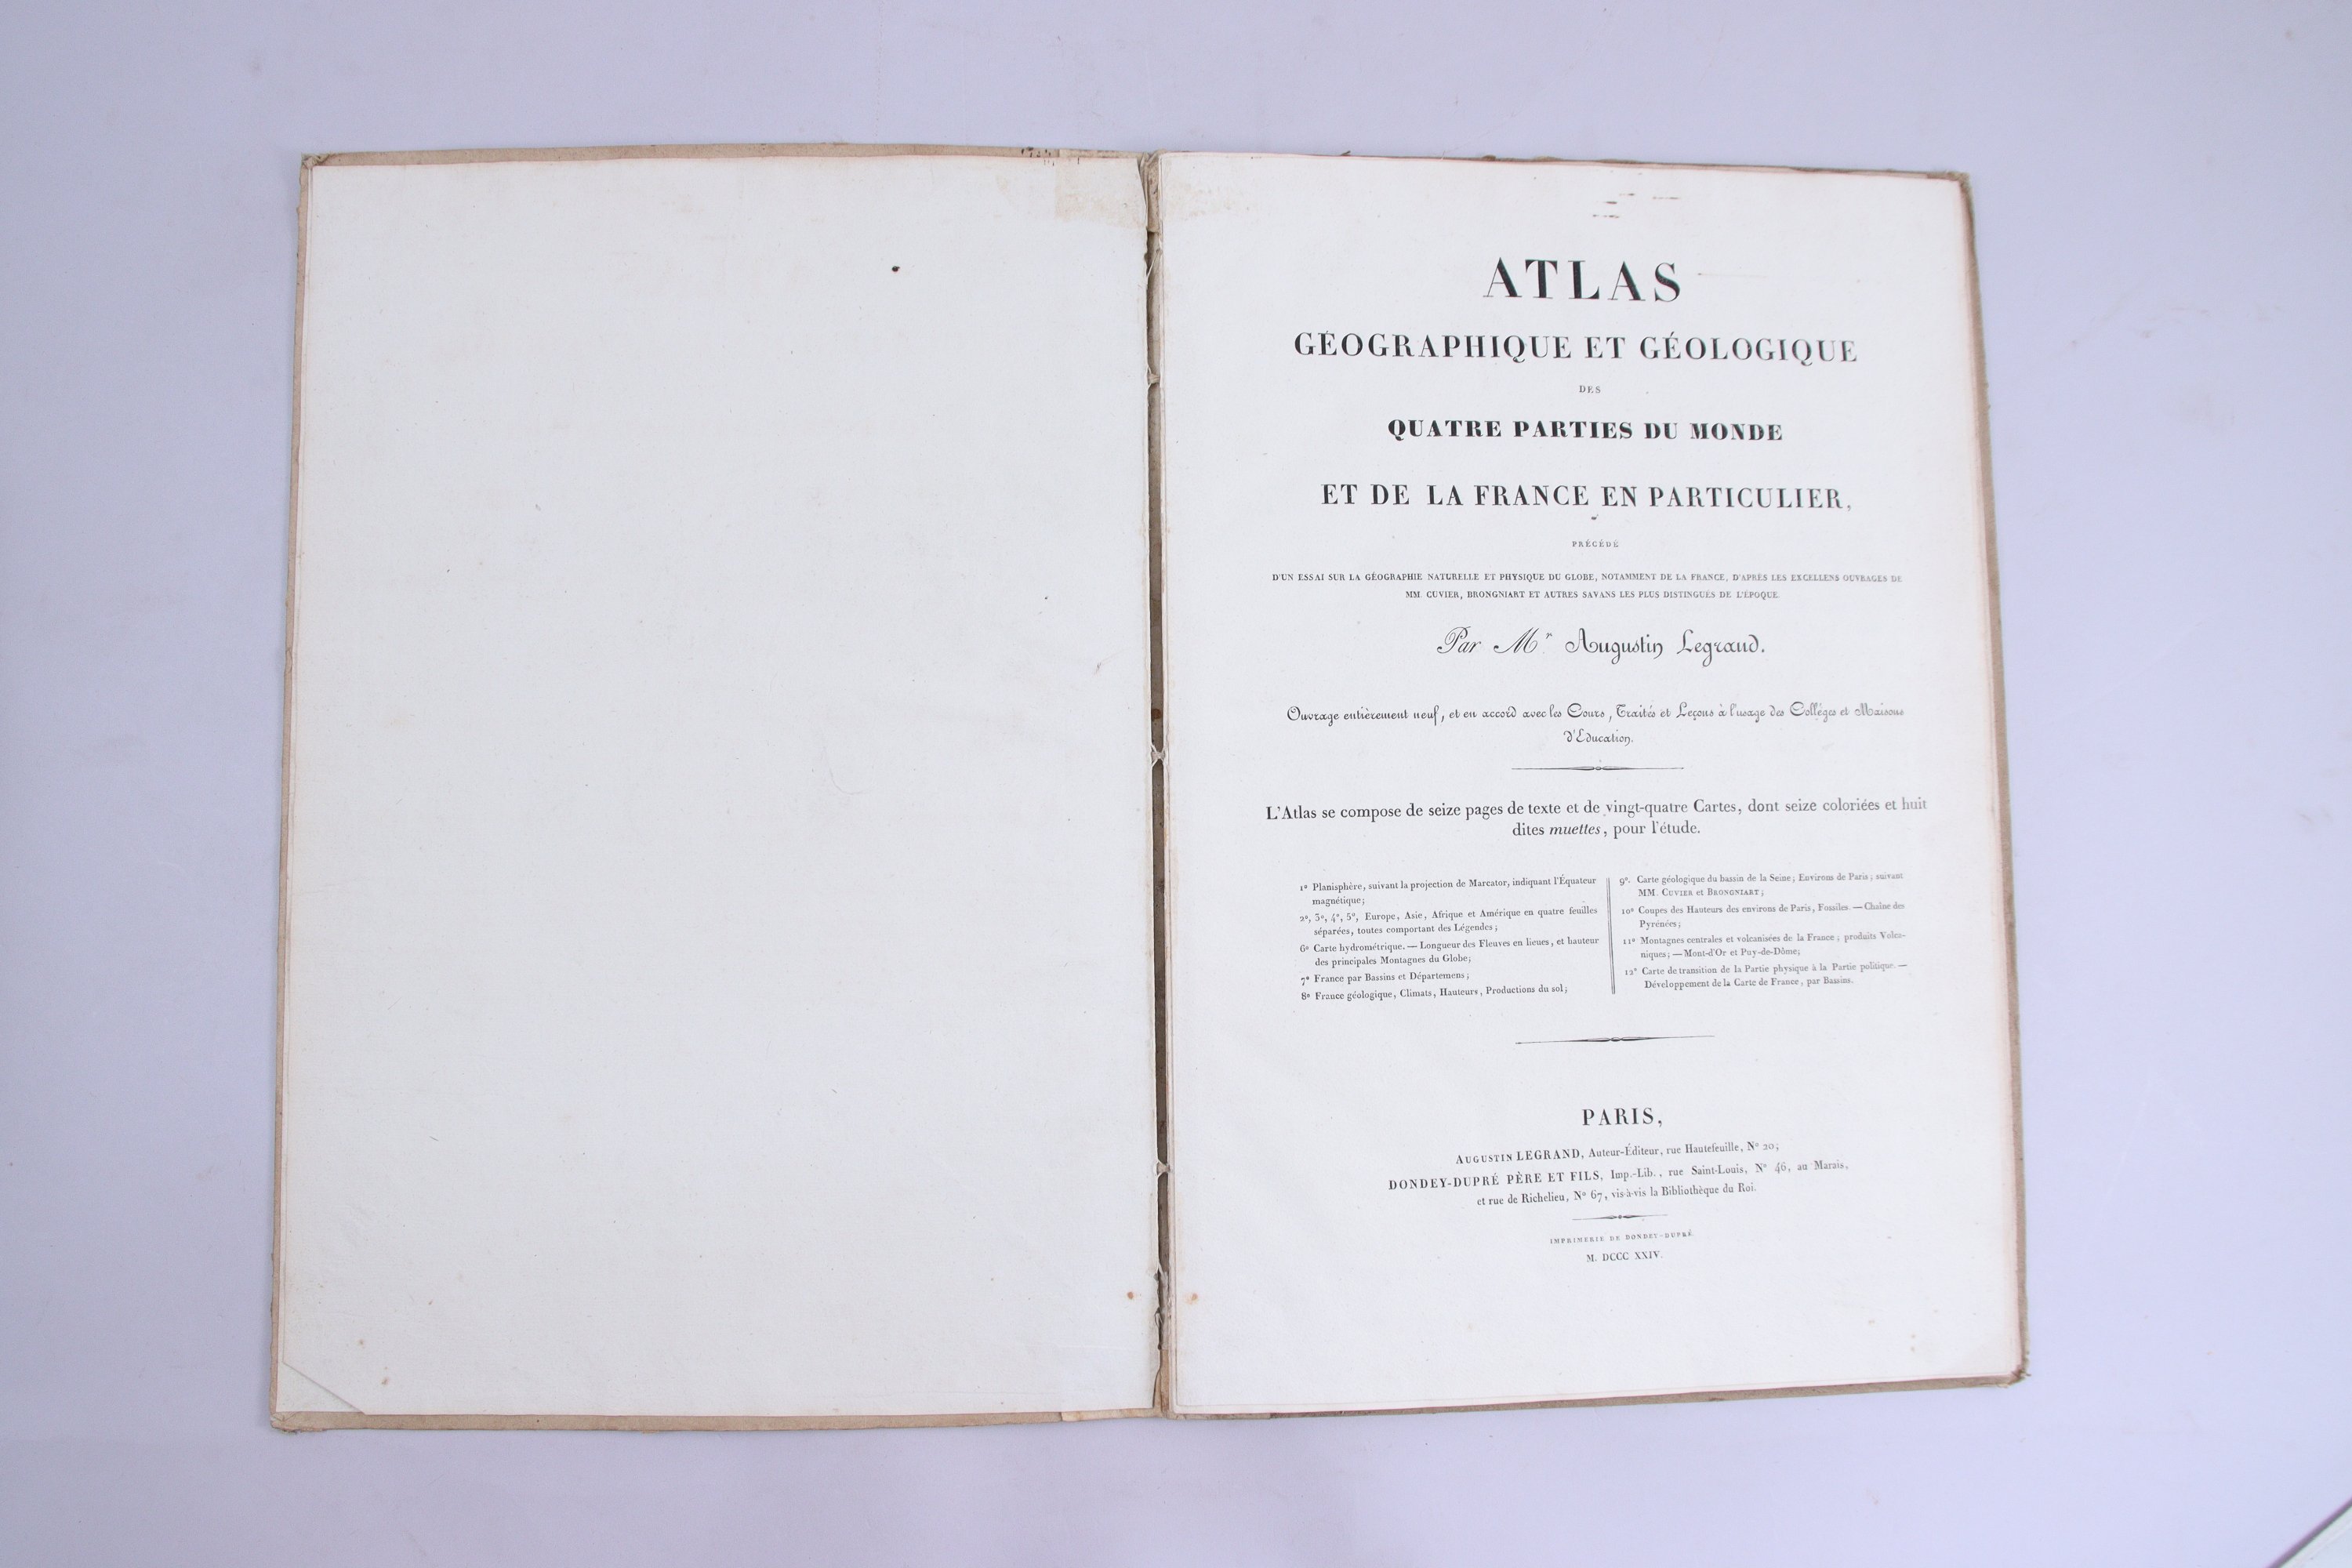 ATLAS
GÉOGRAPHIQUE ET GÉOLOGIQUE
DES
QUATRE PARTIES DU MONDE
ET DE LA FRANCE EN PARTICULIER,
PRÉCÉDÉ
D'UN ESSAI SUR LA GÉOGRAPHIE NATURELLE ET PHYSIQUE DU GLOBE, NOTAMMENT DE LA FRANCE, D'APRÈS LES EXCELLENS OUVRAGES DE
MM. CUVIER, BRONGNIART ET AUTRES SAVANS LES PLUS DISTINGUÉS DE L'ÉPOQUE.
Par Mr. Augustin Legrand.
Ouvrage entièrement neuf, et en accord avec les Cours, Traités et Leçons à l'usage des Colléges et Maisons
d'Education.
L'Atlas se compose de seize pages de texte et de vingt-quatre Cartes, dont seize coloriées et huit
dites muettes, pour l'étude.
1º Planisphère, suivant la projection de Marcator, indiquant l'Équateur
magnétique;
2º, 3º, 4º, 5º, Europe, Asie, Afrique et Amérique en quatre feuilles
séparées, toutes comportant des Légendes;
6º Carte hydrométrique. — Longueur des Fleuves en lieues, et hauteur
des principales Montagnes du Globe;
7º France par Bassins et Départemens;
8º France géologique, Climats, Hauteurs, Productions du sol;
9º. Carte géologique du bassin de la Seine; Environs de Paris; suivant
MM. CUVIER et BRONGNIART;
10º Coupes des Hauteurs des environs de Paris, Fossiles. — Chaîne des
Pyrénées;
11º Montagnes centrales et volcanisées de la France; produits Volca-
niques; — Mont-d'Or et Puy-de-Dôme;
12º Carte de transition de la Partie physique à la Partie politique. —
Développement de la Carte de France, par Bassins.
PARIS,
AUGUSTIN LEGRAND, Auteur-Éditeur, rue Hautefeuille, Nº 20;
DONDEY-DUPRÉ PÈRE ET FILS, Imp.-Lib., rue Saint-Louis, Nº 46, au Marais,
et rue de Richelieu, Nº 67, vis-à-vis la Bibliothèque du Roi.
IMPRIMERIE DE DONDEY-DUPRÉ.
M. DCCC XXIV.